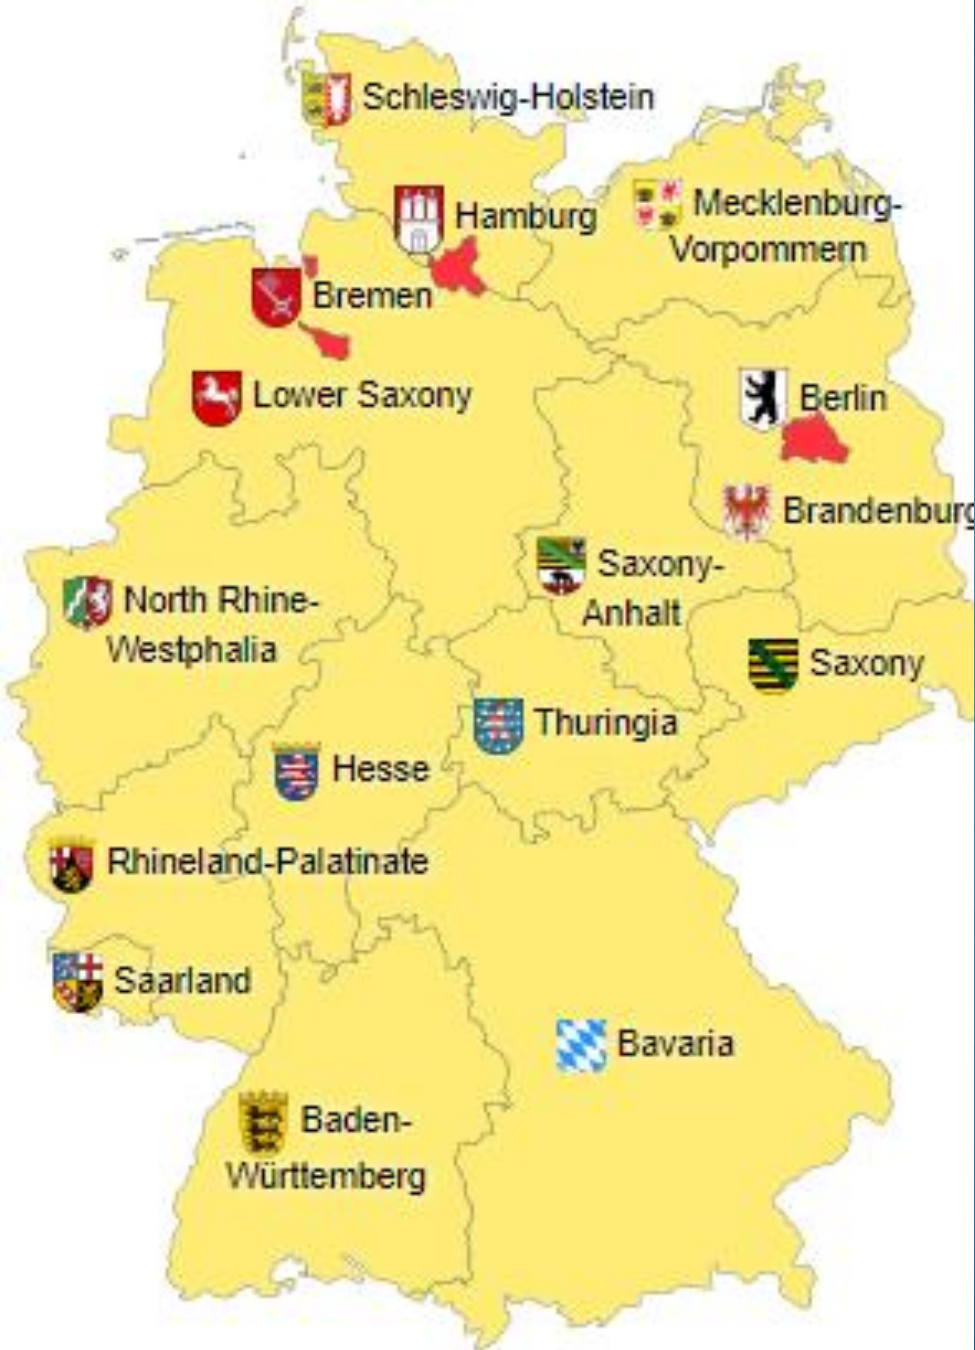 Schleswig-Holstein
Mecklenburg-
Vorpommern
Hamburg
Bremen
Lower Saxony
Berlin
Brandenburg
Saxony-
Anhalt
North Rhine-
Westphalia
Saxony
Thuringia
Hesse
Rhineland-Palatinate
Saarland
Bavaria
Baden-
Württemberg